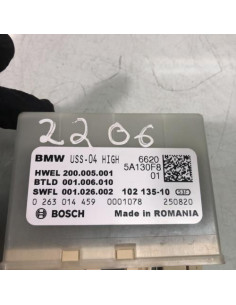 2206
BMW USS-04 HIGH 6620
5A130F8
HWEL 200.005.001 01
BTLD 001.006.010
SWFL 001.026.002 102 135-10
0 263 014 459 0001078 250820
BOSCH Made in ROMANIA